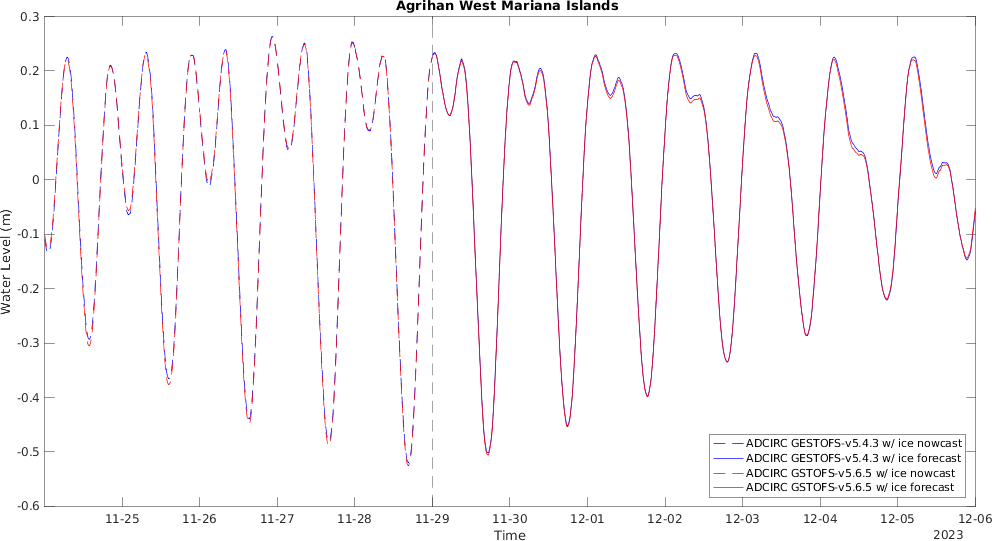 Agrihan West Mariana Islands
0.3
0.2
0.1
0
-0.1
-0.2
-0.3
-0.4
-0.5
-0.6
Water Level (m)
ADCIRC GESTOFS-v5.4.3 w/ ice nowcast
ADCIRC GESTOFS-v5.4.3 w/ ice forecast
ADCIRC GSTOFS-v5.6.5 w/ ice nowcast
ADCIRC GSTOFS-v5.6.5 w/ ice forecast
11-25 11-26 11-27 11-28 11-29 11-30 12-01 12-02 12-03 12-04 12-05 12-06
Time
2023